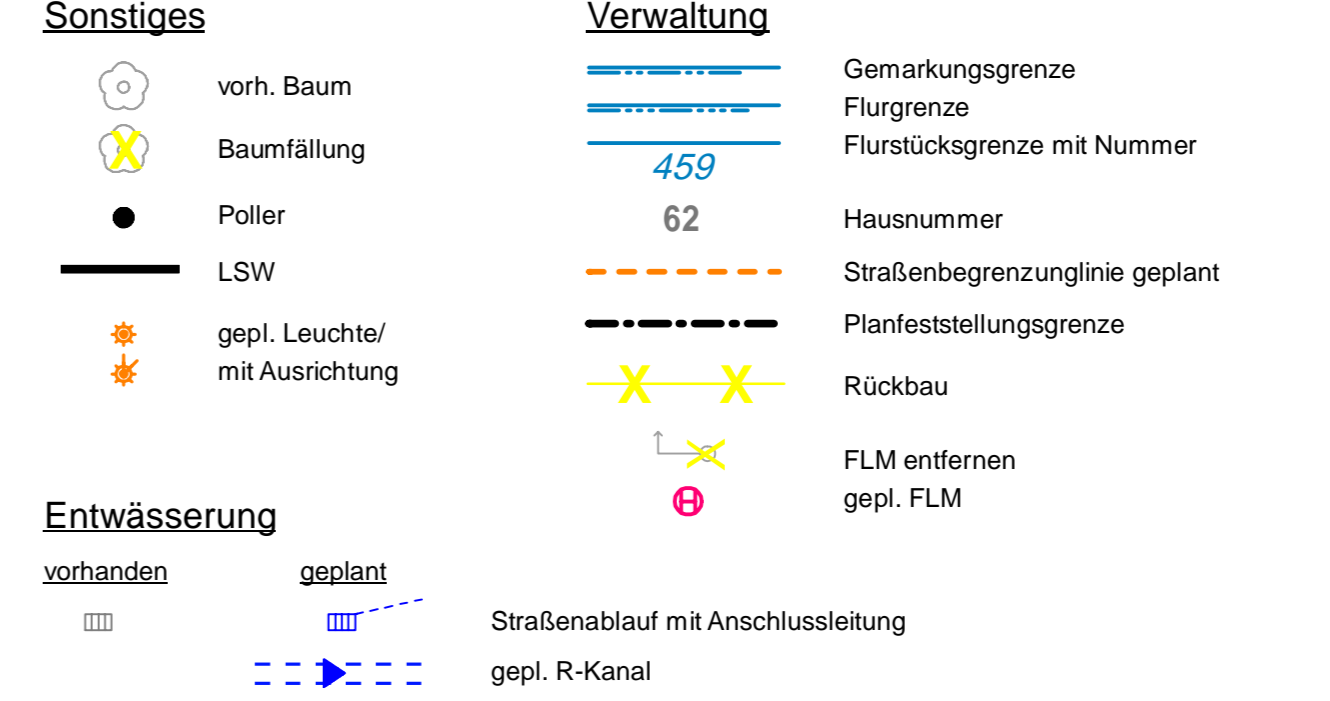 Sonstiges
vorh. Baum
Baumfällung
Poller
LSW
gepl. Leuchte/
mit Ausrichtung
Verwaltung
Gemarkungsgrenze
Flurgrenze
Flurstücksgrenze mit Nummer
459
62
Hausnummer
Straßenbegrenzunglinie geplant
Planfeststellungsgrenze
X X
Rückbau
FLM entfernen
gepl. FLM
Entwässerung
vorhanden geplant
Straßenablauf mit Anschlussleitung
gepl. R-Kanal